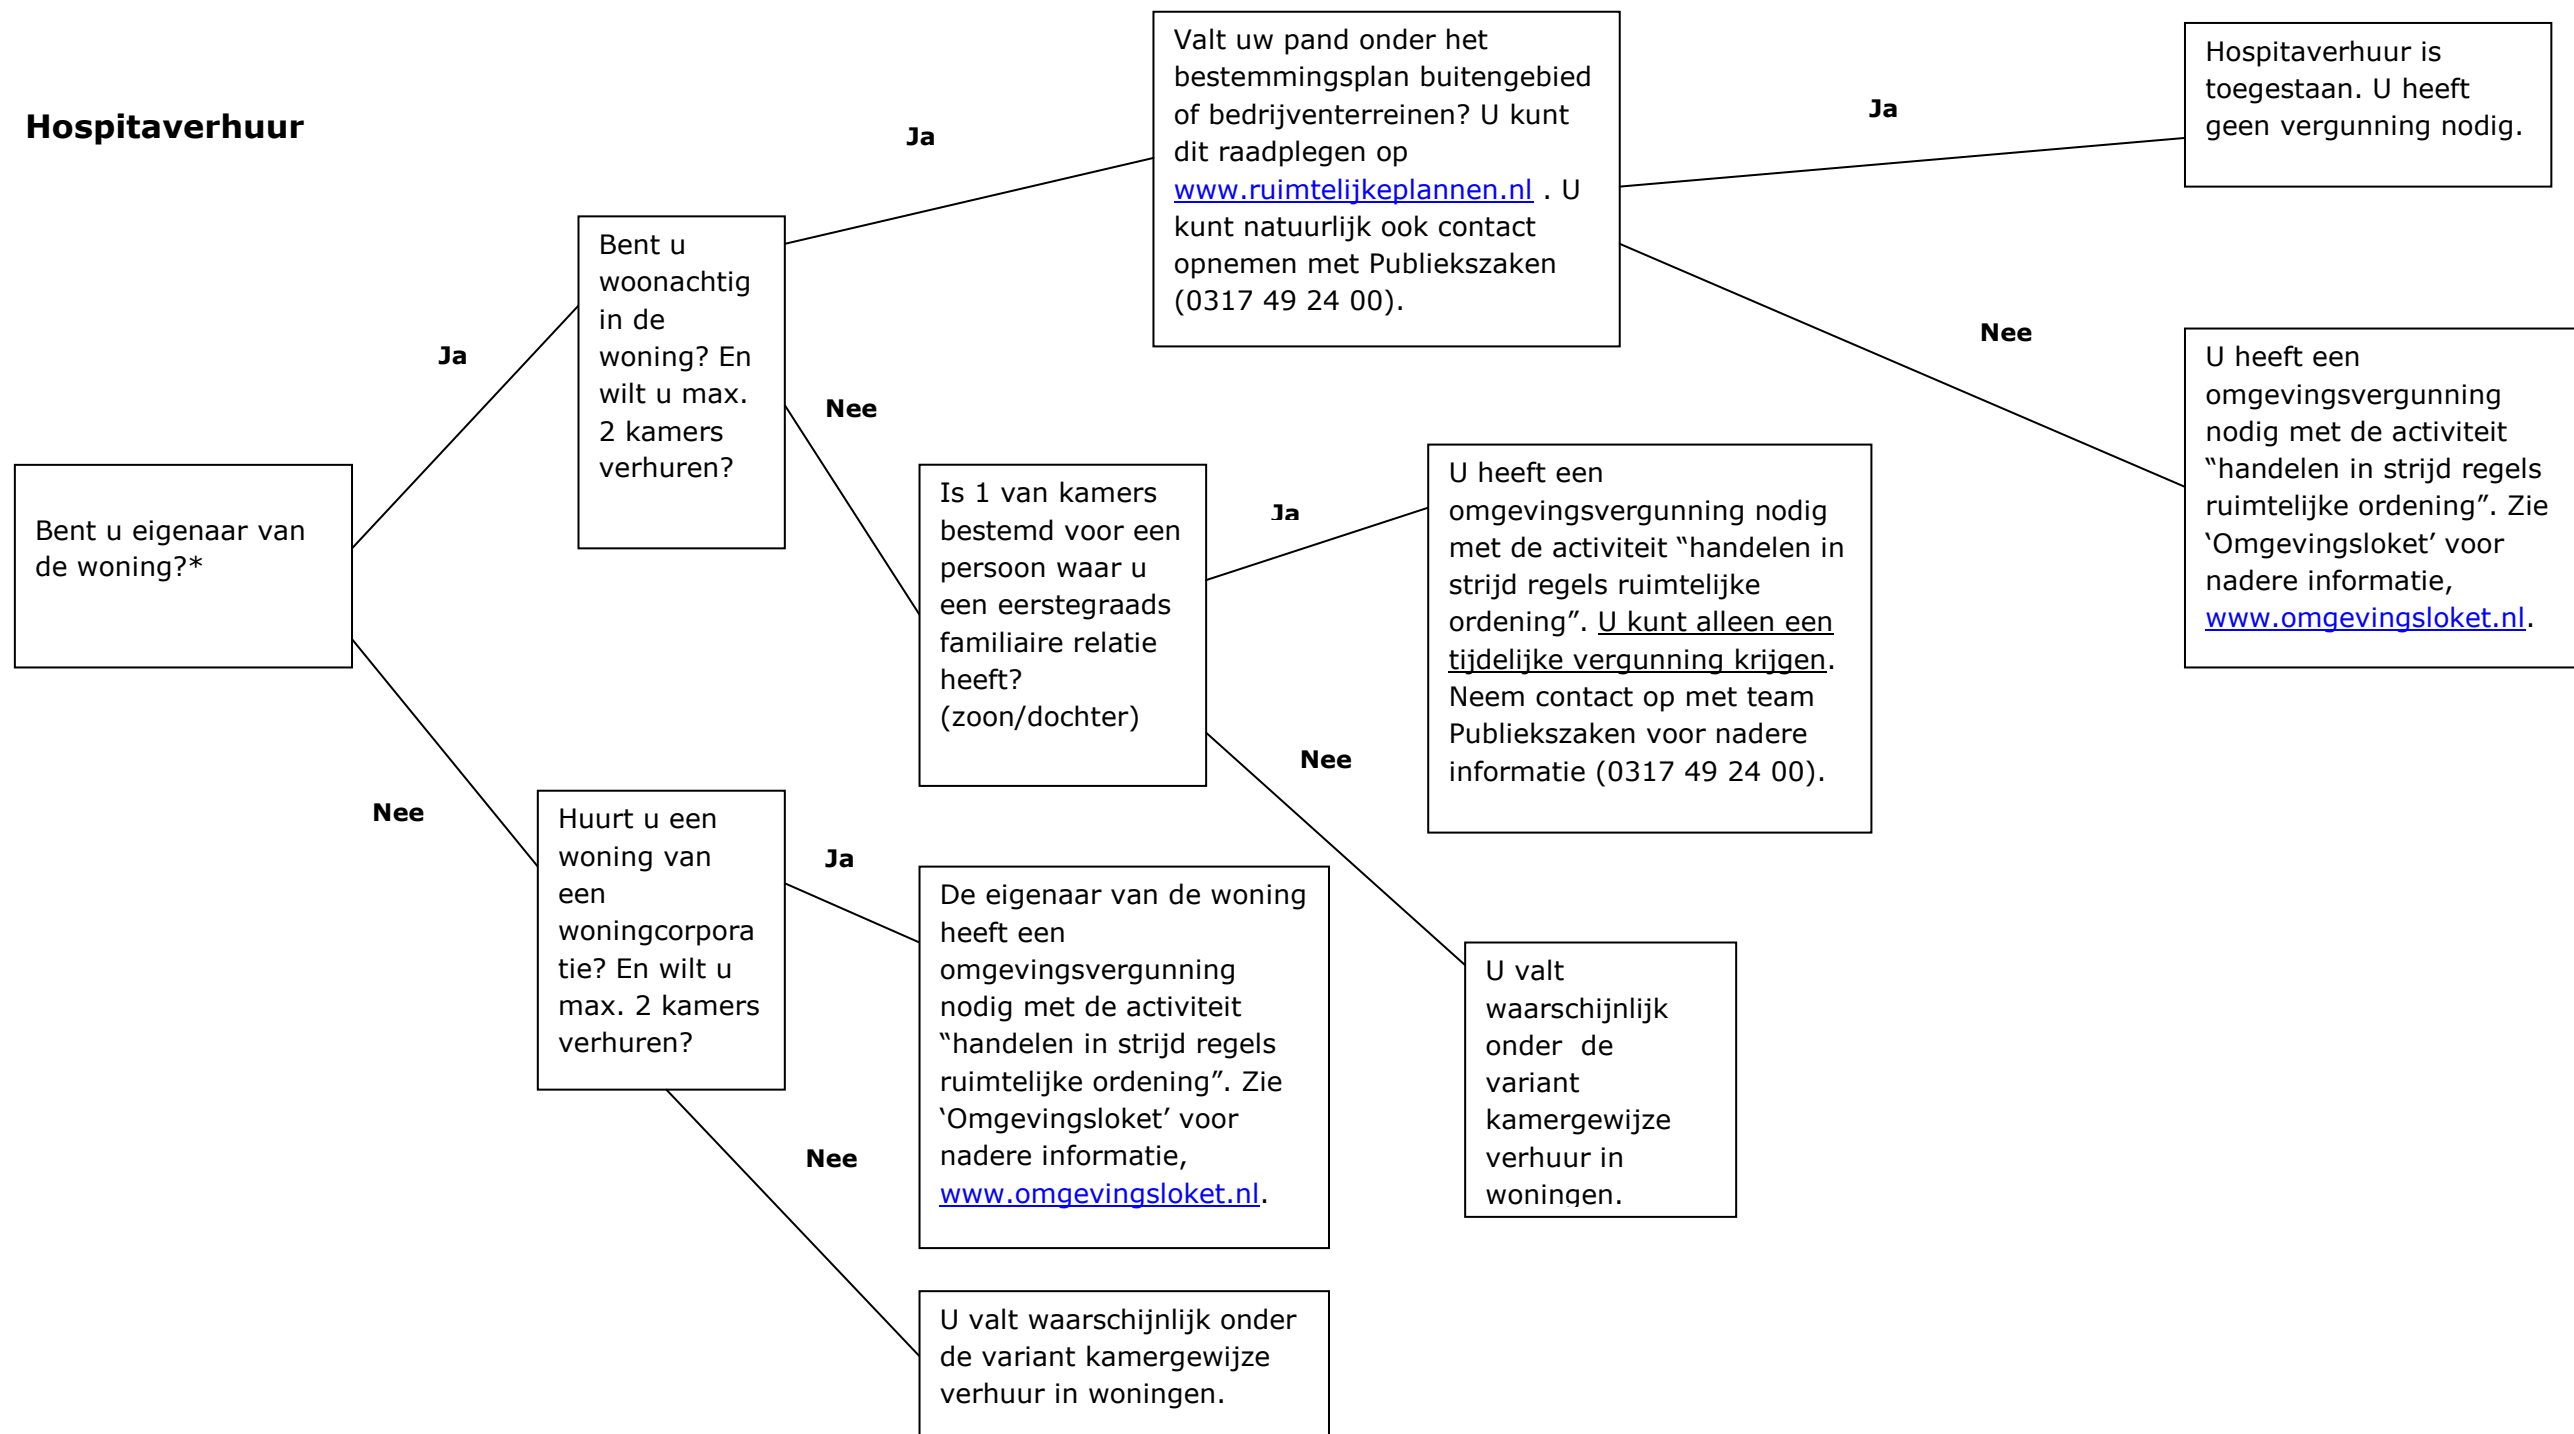 Hospitaverhuur
Bent u eigenaar van
de woning?*
Ja
Bent u
woonachtig
in de
woning? En
wilt u max.
2 kamers
verhuren?
Ja
Valt uw pand onder het
bestemmingsplan buitengebied
of bedrijventerreinen? U kunt
dit raadplegen op
www.ruimtelijkeplannen.nl . U
kunt natuurlijk ook contact
opnemen met Publiekszaken
(0317 49 24 00).
Ja
Hospitaverhuur is
toegestaan. U heeft
geen vergunning nodig.
Nee
U heeft een
omgevingsvergunning
nodig met de activiteit
“handelen in strijd regels
ruimtelijke ordening”. Zie
‘Omgevingsloket’ voor
nadere informatie,
www.omgevingsloket.nl.
Nee
Is 1 van kamers
bestemd voor een
persoon waar u
een eerstegraads
familiaire relatie
heeft?
(zoon/dochter)
Ja
U heeft een
omgevingsvergunning nodig
met de activiteit “handelen in
strijd regels ruimtelijke
ordening”. U kunt alleen een
tijdelijke vergunning krijgen.
Neem contact op met team
Publiekszaken voor nadere
informatie (0317 49 24 00).
Nee
U valt
waarschijnlijk
onder  de
variant
kamergewijze
verhuur in
woningen.
Nee
Huurt u een
woning van
een
woningcorpora
tie? En wilt u
max. 2 kamers
verhuren?
Ja
De eigenaar van de woning
heeft een
omgevingsvergunning
nodig met de activiteit
“handelen in strijd regels
ruimtelijke ordening”. Zie
‘Omgevingsloket’ voor
nadere informatie,
www.omgevingsloket.nl.
Nee
U valt waarschijnlijk onder
de variant kamergewijze
verhuur in woningen.